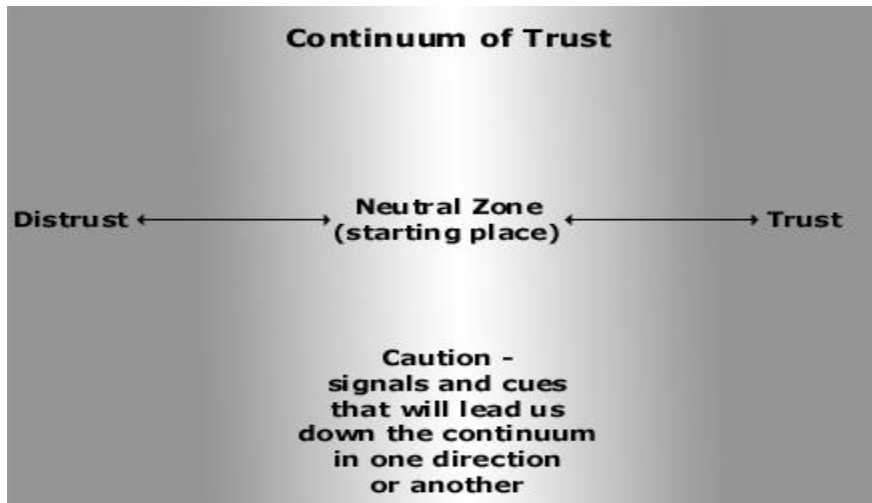 Continuum of Trust
Distrust
Neutral Zone
(starting place)
Trust
Caution -
signals and cues
that will lead us
down the continuum
in one direction
or another